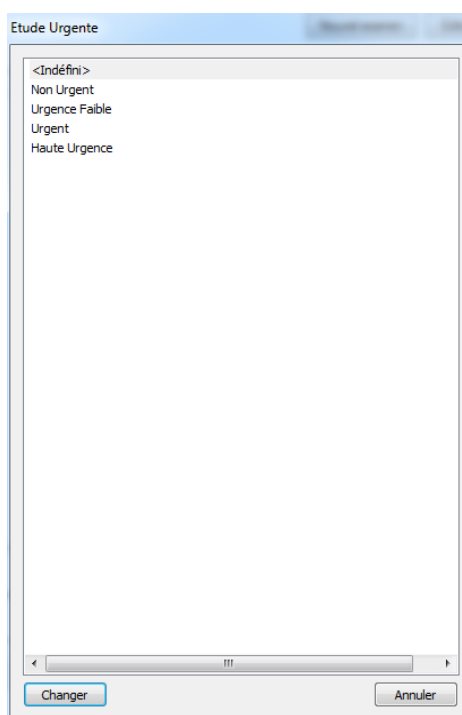 Etude Urgente
<Indéfini>
Non Urgent
Urgence Faible
Urgent
Haute Urgence
Changer
Annuler